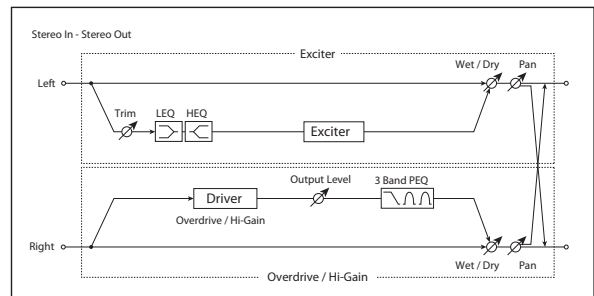 Stereo In - Stereo Out
Exciter
Wet / Dry Pan
Left
Trim LEQ HEQ
Exciter
Output Level 3 Band PEQ
Driver
Overdrive / Hi-Gain
Right
Wet / Dry Pan
Overdrive / Hi-Gain